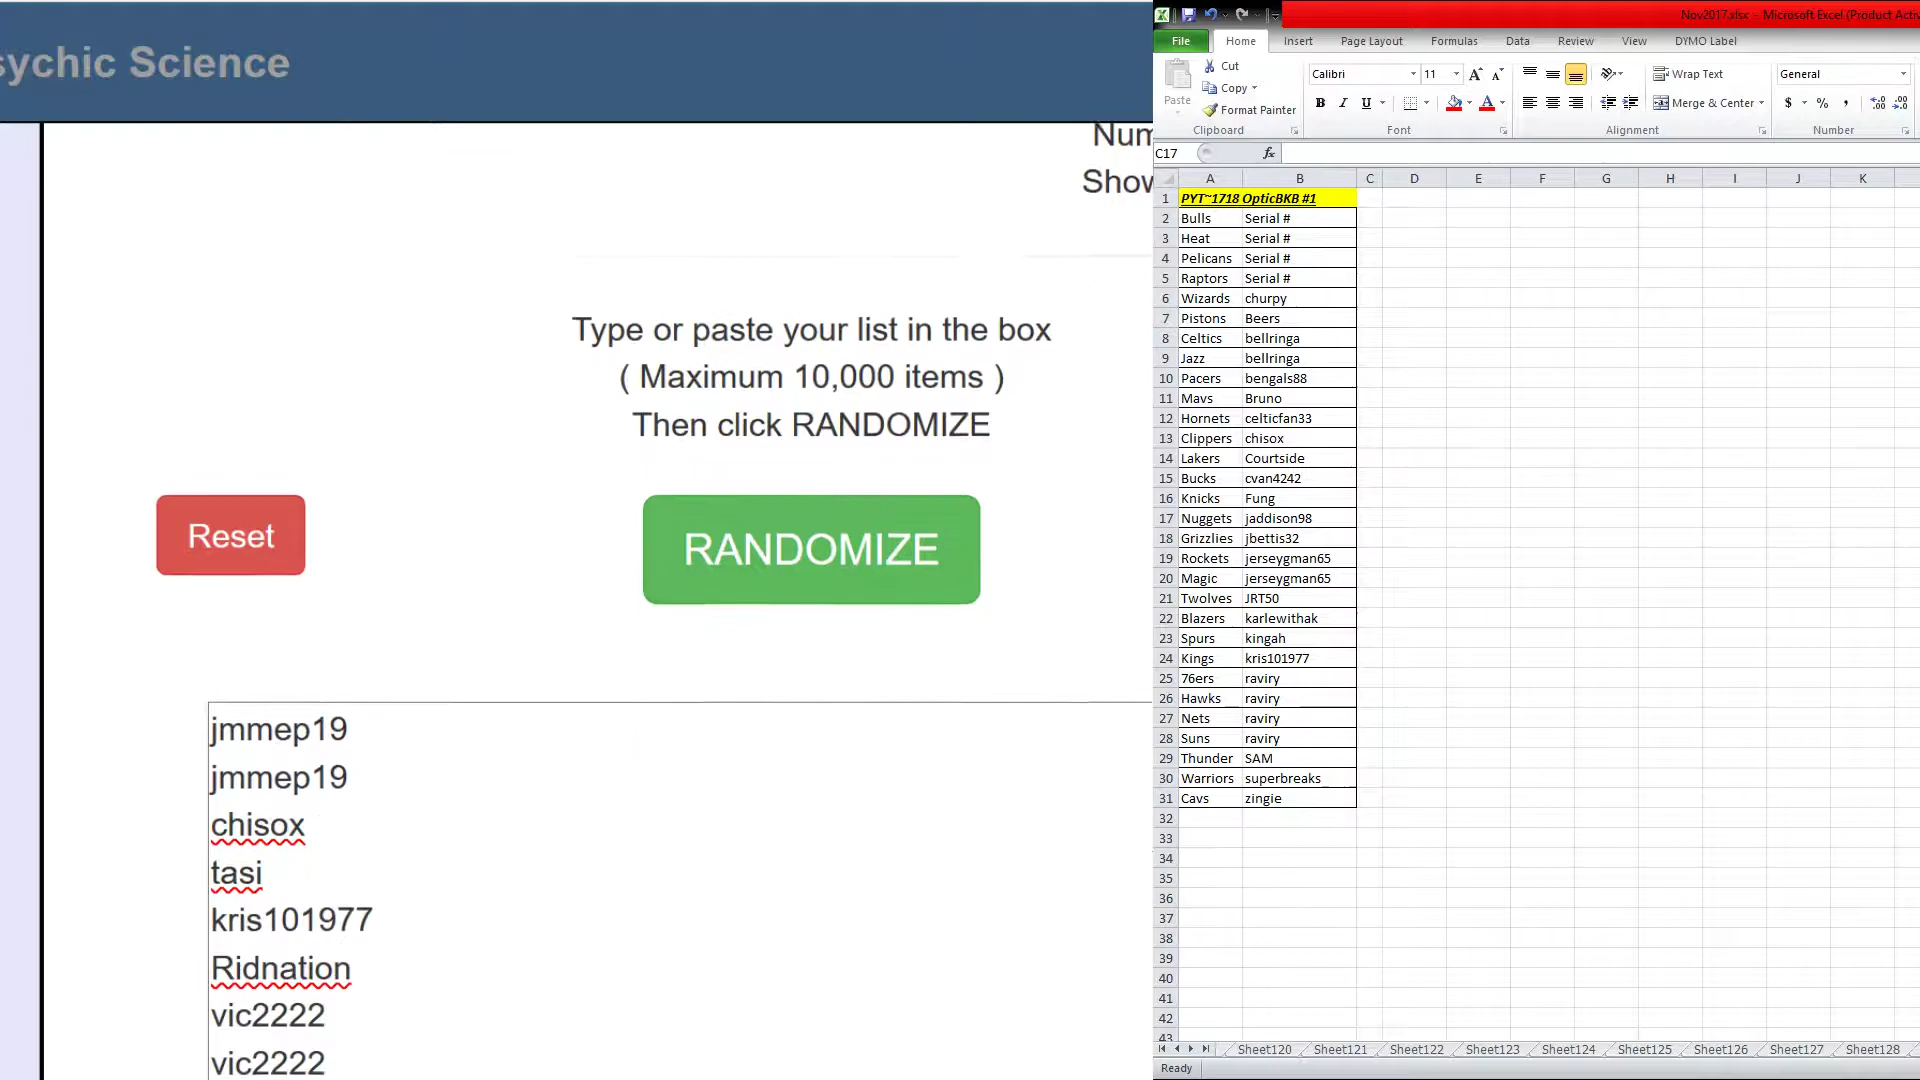 sychic Science
Num
Show
Type or paste your list in the box
( Maximum 10,000 items )
Then click RANDOMIZE
Reset
RANDOMIZE
jmmep19
jmmep19
chisox
tasi
kris101977
Ridnation
vic2222
vic2222
Nov2017.xlsx - Microsoft Excel (Product Activ
File Home Insert Page Layout Formulas Data Review View DYMO Label
Paste
Cut
Copy
Format Painter
Clipboard
Calibri 11
B I U
Font
Wrap Text
Merge & Center
Alignment
General
$ % ,
Number
C17 fx
A B C D E F G H I J K
1 PYT~1718 OpticBKB #1
2 Bulls Serial #
3 Heat Serial #
4 Pelicans Serial #
5 Raptors Serial #
6 Wizards churpy
7 Pistons Beers
8 Celtics bellringa
9 Jazz bellringa
10 Pacers bengals88
11 Mavs Bruno
12 Hornets celticfan33
13 Clippers chisox
14 Lakers Courtside
15 Bucks cvan4242
16 Knicks Fung
17 Nuggets jaddison98
18 Grizzlies jbettis32
19 Rockets jerseygman65
20 Magic jerseygman65
21 Twolves JRT50
22 Blazers karlewithak
23 Spurs kingah
24 Kings kris101977
25 76ers raviry
26 Hawks raviry
27 Nets raviry
28 Suns raviry
29 Thunder SAM
30 Warriors superbreaks
31 Cavs zingie
32
33
34
35
36
37
38
39
40
41
42
43
Sheet120 Sheet121 Sheet122 Sheet123 Sheet124 Sheet125 Sheet126 Sheet127 Sheet128
Ready